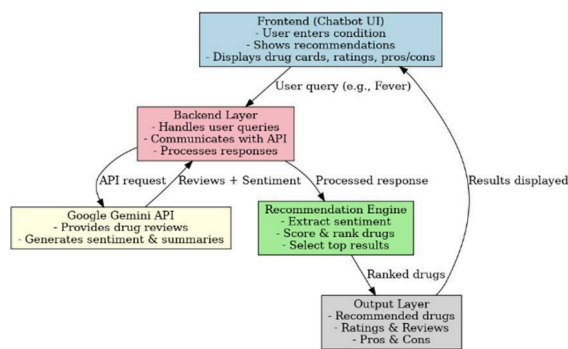 Frontend (Chatbot UI)
- User enters condition
- Shows recommendations
- Displays drug cards, ratings, pros/cons
User query (e.g., Fever)
Backend Layer
- Handles user queries
- Communicates with API
- Processes responses
API request
Reviews + Sentiment
Processed response
Results displayed
Google Gemini API
- Provides drug reviews
- Generates sentiment & summaries
Recommendation Engine
- Extract sentiment
- Score & rank drugs
- Select top results
Ranked drugs
Output Layer
- Recommended drugs
- Ratings & Reviews
- Pros & Cons